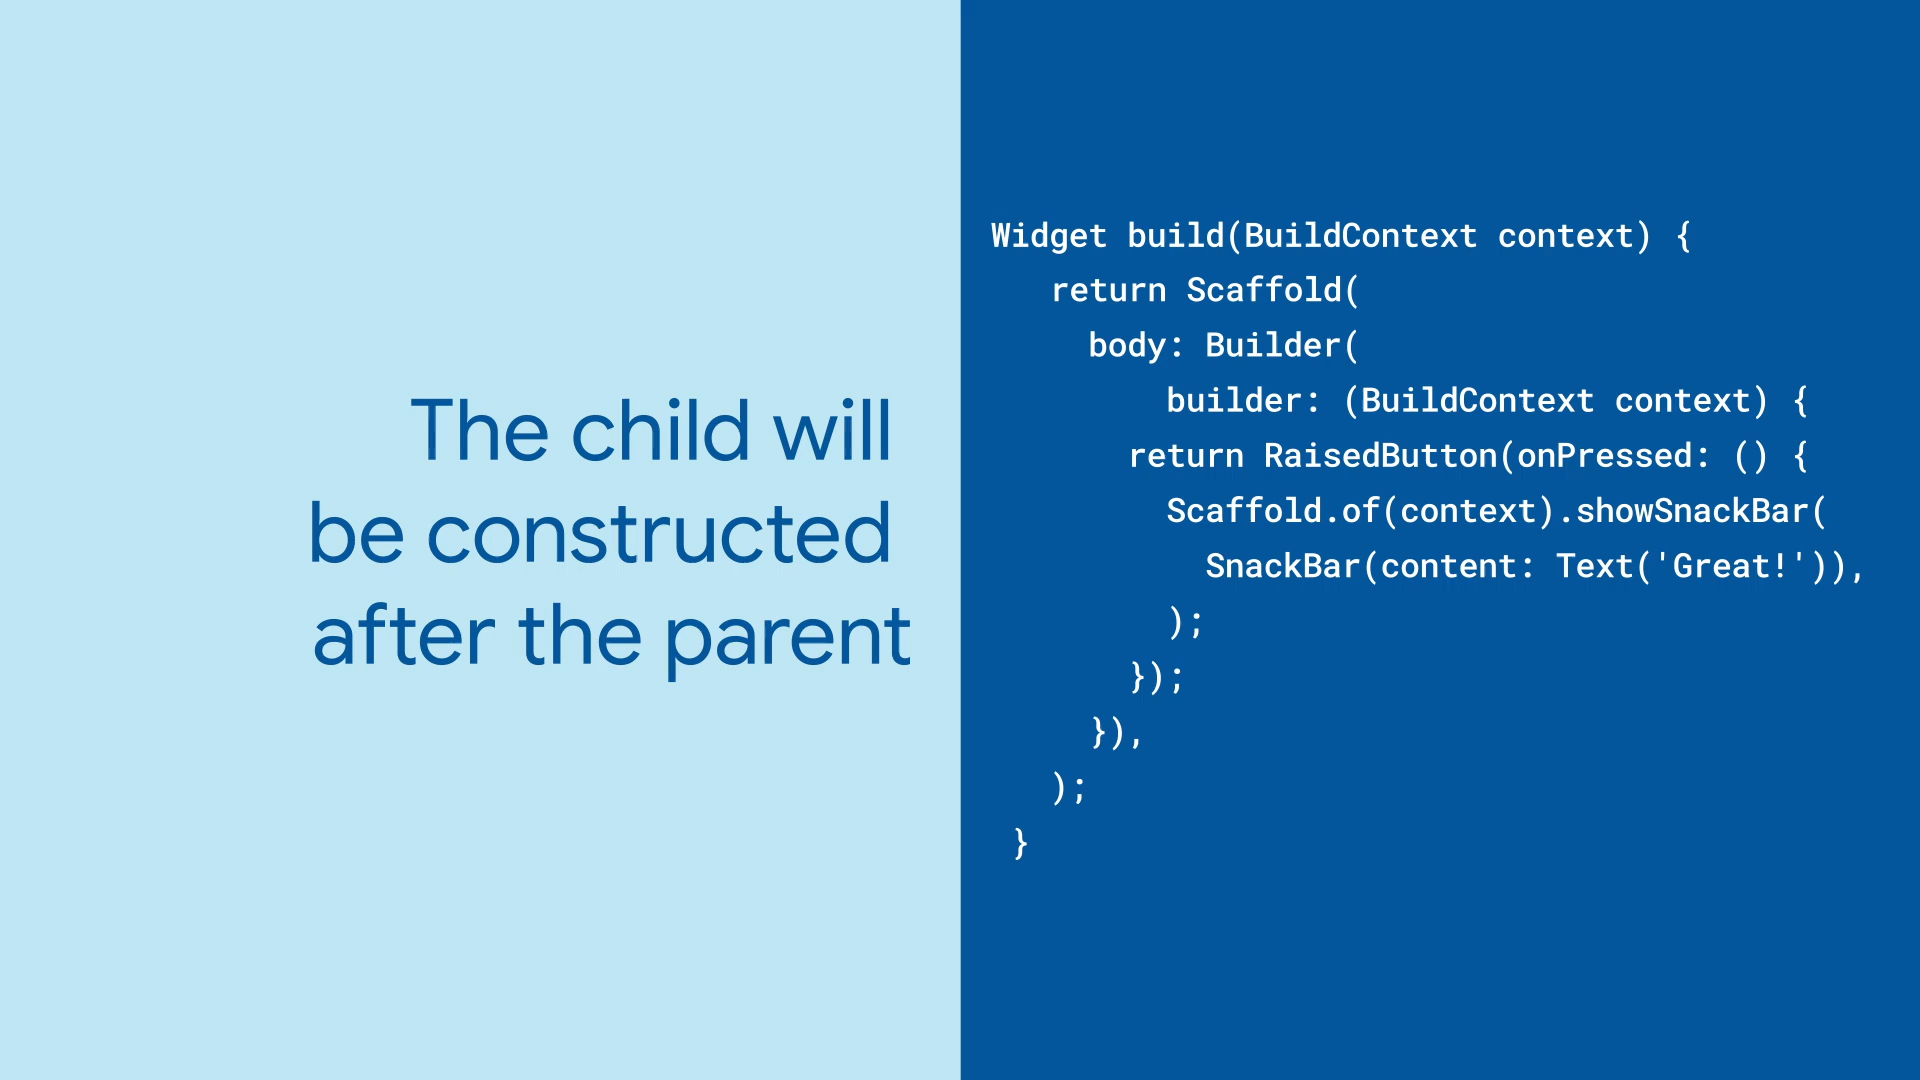 The child will
be constructed
after the parent
Widget build(BuildContext context) {
return Scaffold(
body: Builder(
builder: (BuildContext context) {
return RaisedButton(onPressed: () {
Scaffold.of(context).showSnackBar(
SnackBar(content: Text('Great!')),
);
});
}),
);
}